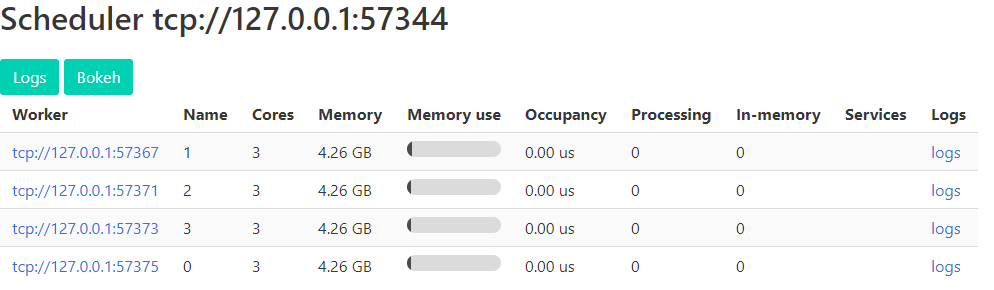 Scheduler tcp://127.0.0.1:57344
Logs Bokeh
Worker Name Cores Memory Memory use Occupancy Processing In-memory Services Logs
tcp://127.0.0.1:57367 1 3 4.26 GB 0.00 us 0 0 logs
tcp://127.0.0.1:57371 2 3 4.26 GB 0.00 us 0 0 logs
tcp://127.0.0.1:57373 3 3 4.26 GB 0.00 us 0 0 logs
tcp://127.0.0.1:57375 0 3 4.26 GB 0.00 us 0 0 logs